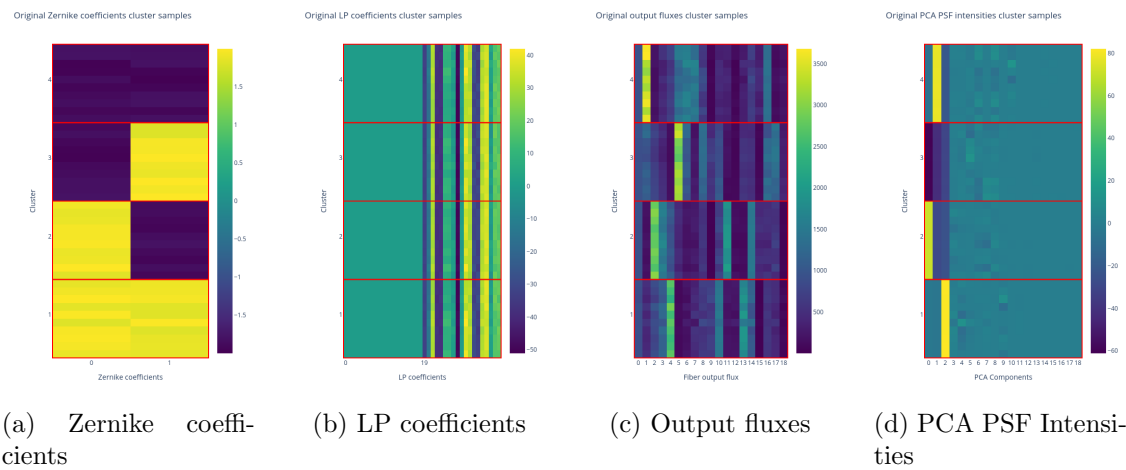 Original Zernike coefficients cluster samples
4
3
2
1
Cluster
0 1
Zernike coefficients
1.5
1
0.5
0
−0.5
−1
−1.5
(a) Zernike coeffi-
cients
Original LP coefficients cluster samples
4
3
2
1
Cluster
0 19
LP coefficients
40
30
20
10
0
−10
−20
−30
−40
−50
(b) LP coefficients
Original output fluxes cluster samples
4
3
2
1
Cluster
0 1 2 3 4 5 6 7 8 9 10 11 12 13 14 15 16 17 18
Fiber output flux
3500
3000
2500
2000
1500
1000
500
(c) Output fluxes
Original PCA PSF intensities cluster samples
4
3
2
1
Cluster
0 1 2 3 4 5 6 7 8 9 10 11 12 13 14 15 16 17 18
PCA Components
80
60
40
20
0
−20
−40
−60
(d) PCA PSF Intensi-
ties